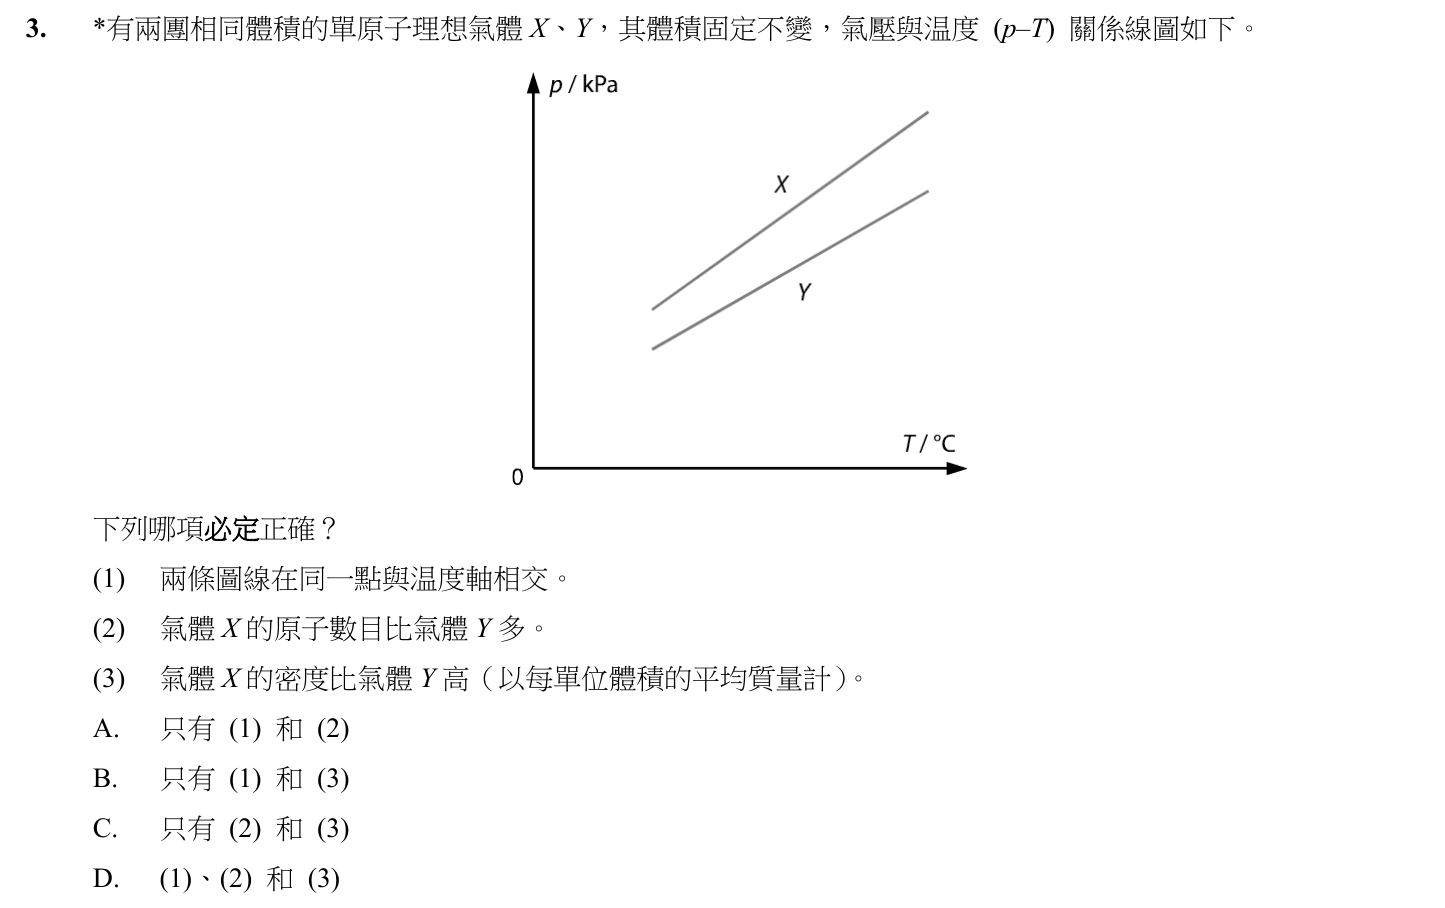 3. *有兩團相同體積的單原子理想氣體 X、Y，其體積固定不變，氣壓與温度 (p–T) 關係線圖如下。
p / kPa
X
Y
T / °C
0
下列哪項必定正確？
(1) 兩條圖線在同一點與温度軸相交。
(2) 氣體 X 的原子數目比氣體 Y 多。
(3) 氣體 X 的密度比氣體 Y 高（以每單位體積的平均質量計）。
A. 只有 (1) 和 (2)
B. 只有 (1) 和 (3)
C. 只有 (2) 和 (3)
D. (1)、(2) 和 (3)